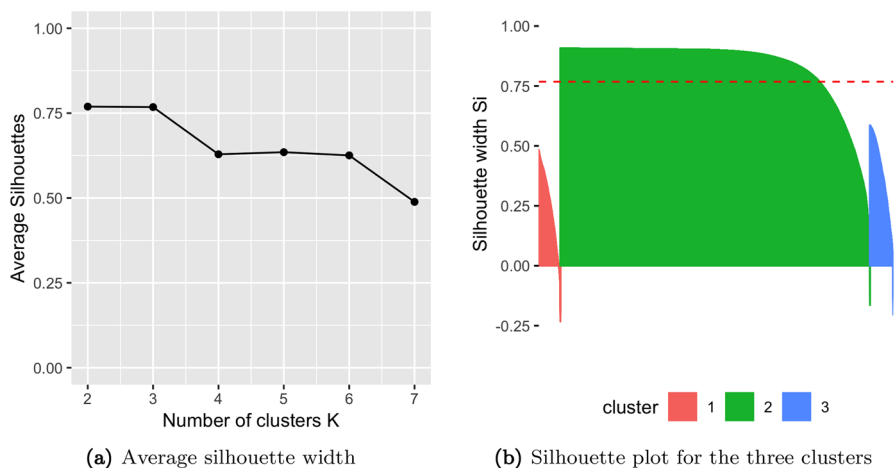 1.00
0.75
0.50
0.25
0.00
Average Silhouettes
2 3 4 5 6 7
Number of clusters K
(a) Average silhouette width
1.00
0.75
0.50
0.25
0.00
-0.25
Silhouette width Si
cluster 1 2 3
(b) Silhouette plot for the three clusters